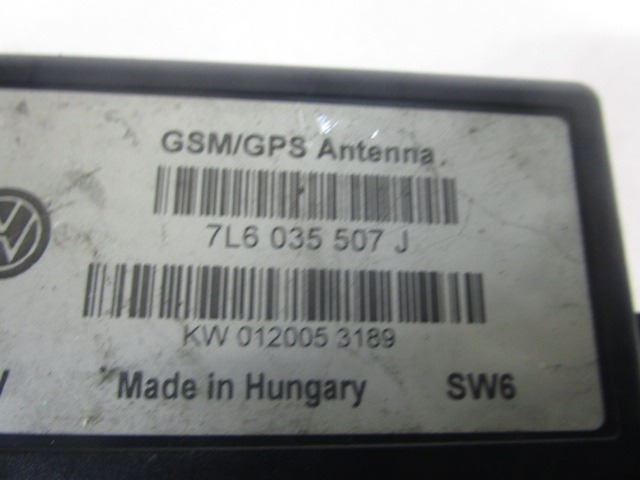 GSM/GPS Antenna
7L6 035 507 J
KW 012005 3189
Made in Hungary SW6